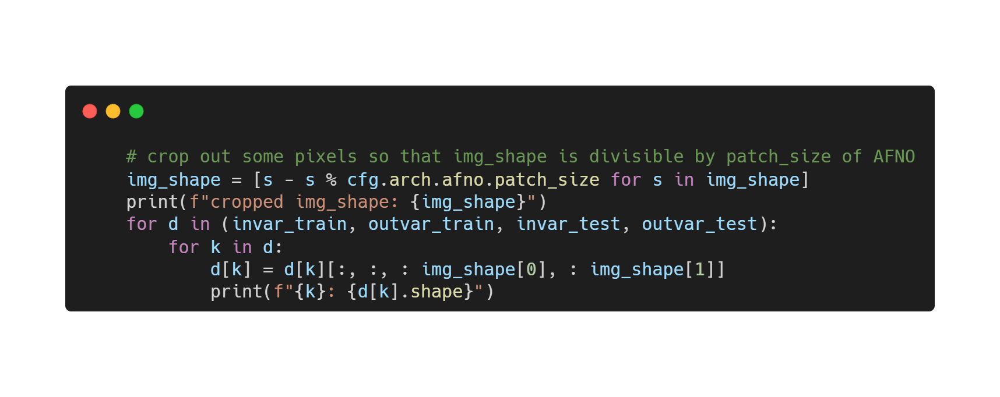 # crop out some pixels so that img_shape is divisible by patch_size of AFNO
img_shape = [s - s % cfg.arch.afno.patch_size for s in img_shape]
print(f"cropped img_shape: {img_shape}")
for d in (invar_train, outvar_train, invar_test, outvar_test):
    for k in d:
        d[k] = d[k][:, :, : img_shape[0], : img_shape[1]]
        print(f"{k}: {d[k].shape}")